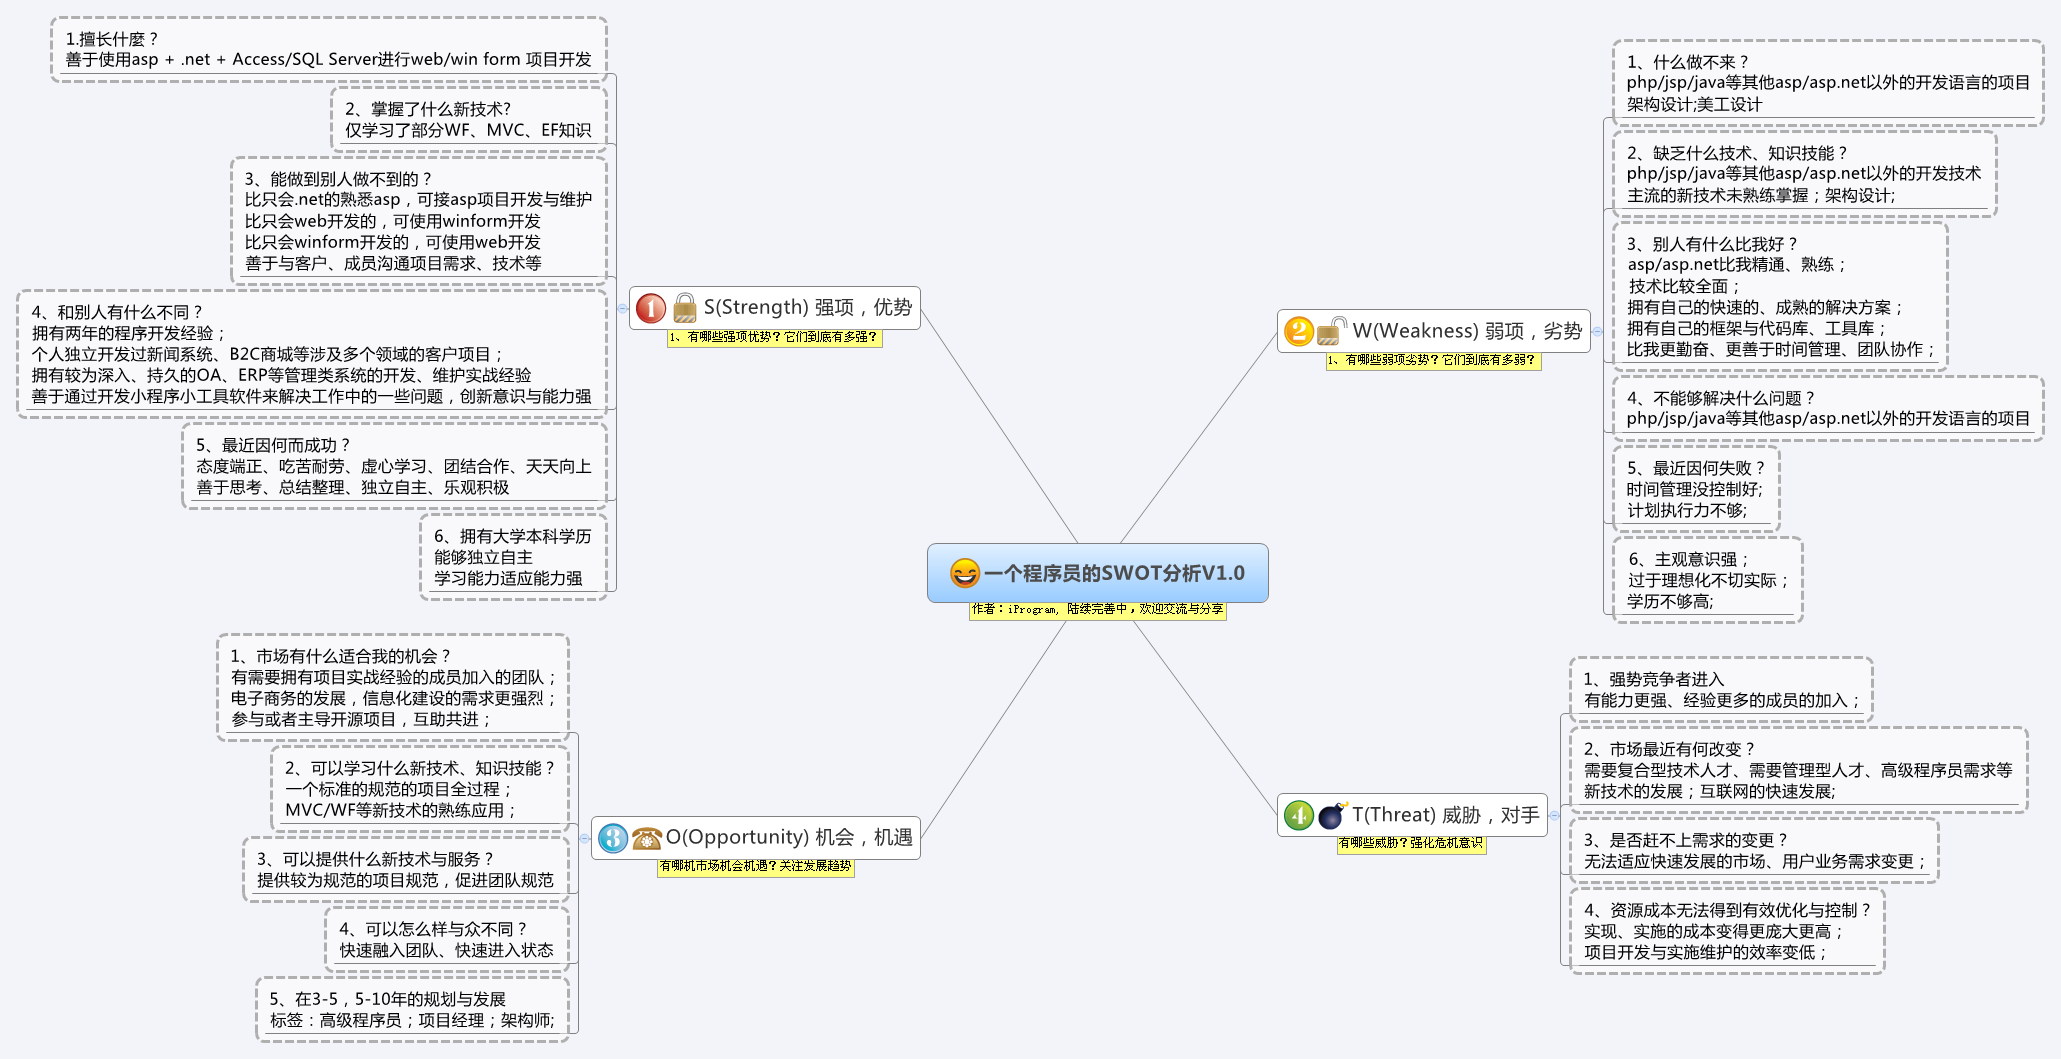 一个程序员的SWOT分析V1.0
作者：iProgram, 陆续完善中，欢迎交流与分享
1
S(Strength) 强项，优势
1、有哪些强项优势？它们到底有多强？
1.擅长什麼？
善于使用asp + .net + Access/SQL Server进行web/win form 项目开发
2、掌握了什么新技术?
仅学习了部分WF、MVC、EF知识
3、能做到别人做不到的？
比只会.net的熟悉asp，可接asp项目开发与维护
比只会web开发的，可使用winform开发
比只会winform开发的，可使用web开发
善于与客户、成员沟通项目需求、技术等
4、和别人有什么不同？
拥有两年的程序开发经验；
个人独立开发过新闻系统、B2C商城等涉及多个领域的客户项目；
拥有较为深入、持久的OA、ERP等管理类系统的开发、维护实战经验
善于通过开发小程序小工具软件来解决工作中的一些问题，创新意识与能力强
5、最近因何而成功？
态度端正、吃苦耐劳、虚心学习、团结合作、天天向上
善于思考、总结整理、独立自主、乐观积极
6、拥有大学本科学历
能够独立自主
学习能力适应能力强
2
W(Weakness) 弱项，劣势
1、有哪些弱项劣势？它们到底有多弱？
1、什么做不来？
php/jsp/java等其他asp/asp.net以外的开发语言的项目
架构设计;美工设计
2、缺乏什么技术、知识技能？
php/jsp/java等其他asp/asp.net以外的开发技术
主流的新技术未熟练掌握；架构设计;
3、别人有什么比我好？
asp/asp.net比我精通、熟练；
技术比较全面；
拥有自己的快速的、成熟的解决方案；
拥有自己的框架与代码库、工具库；
比我更勤奋、更善于时间管理、团队协作；
4、不能够解决什么问题？
php/jsp/java等其他asp/asp.net以外的开发语言的项目
5、最近因何失败？
时间管理没控制好;
计划执行力不够;
6、主观意识强；
过于理想化不切实际；
学历不够高;
3
O(Opportunity) 机会，机遇
有哪机市场机会机遇？关注发展趋势
1、市场有什么适合我的机会？
有需要拥有项目实战经验的成员加入的团队；
电子商务的发展，信息化建设的需求更强烈；
参与或者主导开源项目，互助共进；
2、可以学习什么新技术、知识技能？
一个标准的规范的项目全过程；
MVC/WF等新技术的熟练应用；
3、可以提供什么新技术与服务？
提供较为规范的项目规范，促进团队规范
4、可以怎么样与众不同？
快速融入团队、快速进入状态
5、在3-5，5-10年的规划与发展
标签：高级程序员；项目经理；架构师;
4
T(Threat) 威胁，对手
有哪些威胁？强化危机意识
1、强势竞争者进入
有能力更强、经验更多的成员的加入；
2、市场最近有何改变？
需要复合型技术人才、需要管理型人才、高级程序员需求等
新技术的发展；互联网的快速发展;
3、是否赶不上需求的变更？
无法适应快速发展的市场、用户业务需求变更；
4、资源成本无法得到有效优化与控制？
实现、实施的成本变得更庞大更高；
项目开发与实施维护的效率变低；